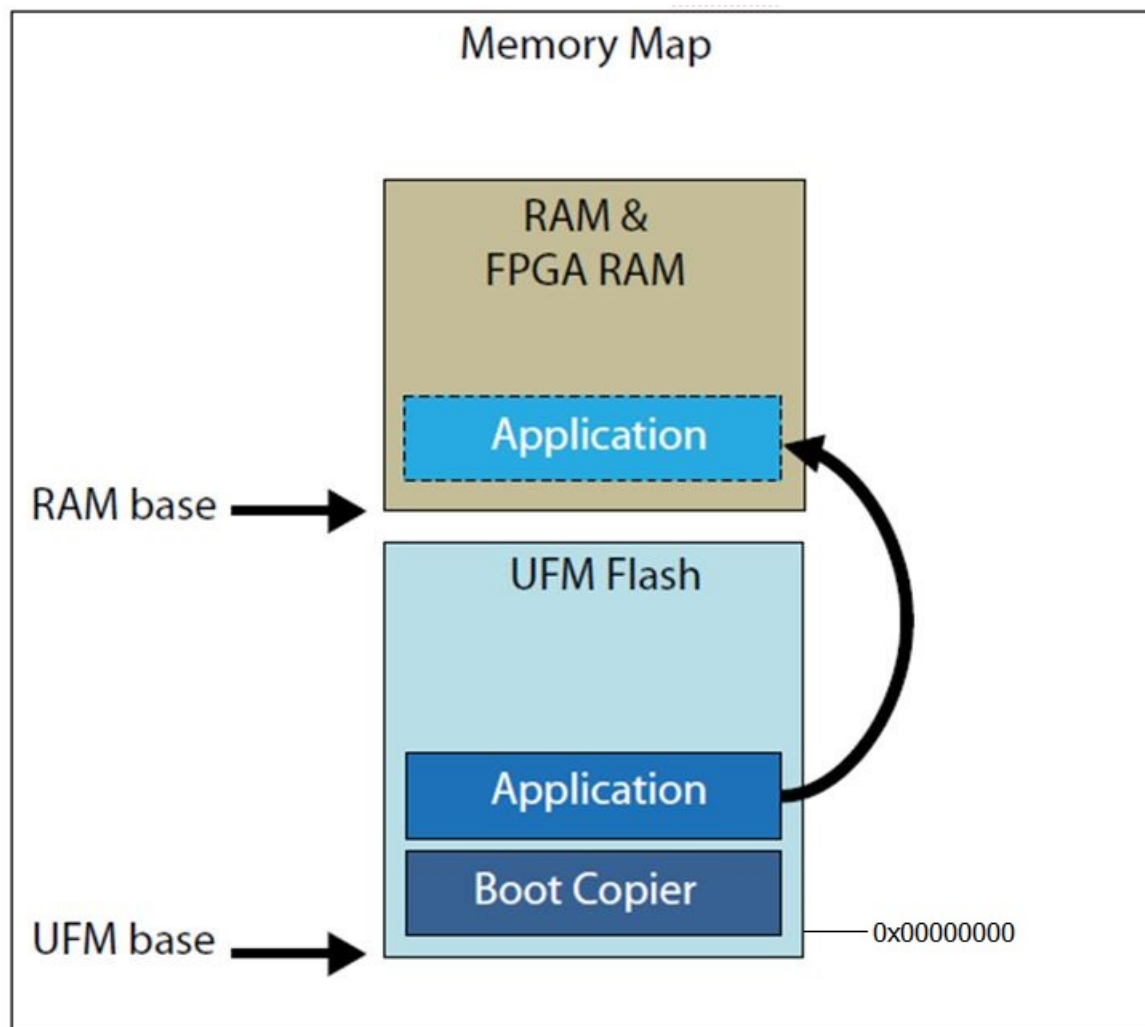 Memory Map
RAM &
FPGA RAM
Application
RAM base
UFM Flash
Application
Boot Copier
UFM base
0x00000000